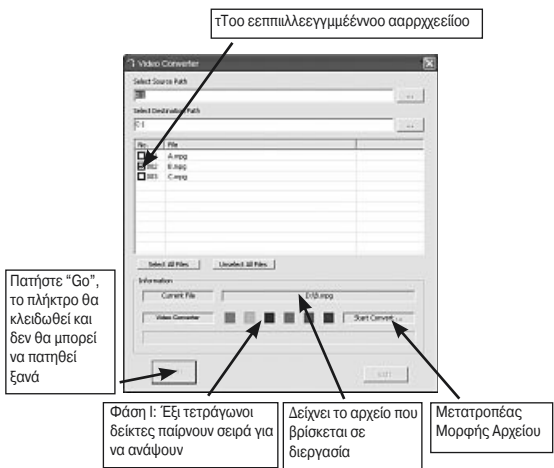 τΤοο εεππιιλλεεγγμμέέννοο ααρρχχεείίοο
Video Converter
Select Source Path
...
Select Destination Path
C:\
...
No. File
A.mpg
002 B.mpg
003 C.mpg
Select All Files Unselect All Files
Information
Current File D:\B.mpg
Video Converter Start Convert ...
EXIT
Πατήστε “Go”,
το πλήκτρο θα
κλειδωθεί και
δεν θα μπορεί
να πατηθεί
ξανά
Φάση Ι: Έξι τετράγωνοι
δείκτες παίρνουν σειρά για
να ανάψουν
Δείχνει το αρχείο που
βρίσκεται σε
διεργασία
Μετατροπέας
Μορφής Αρχείου